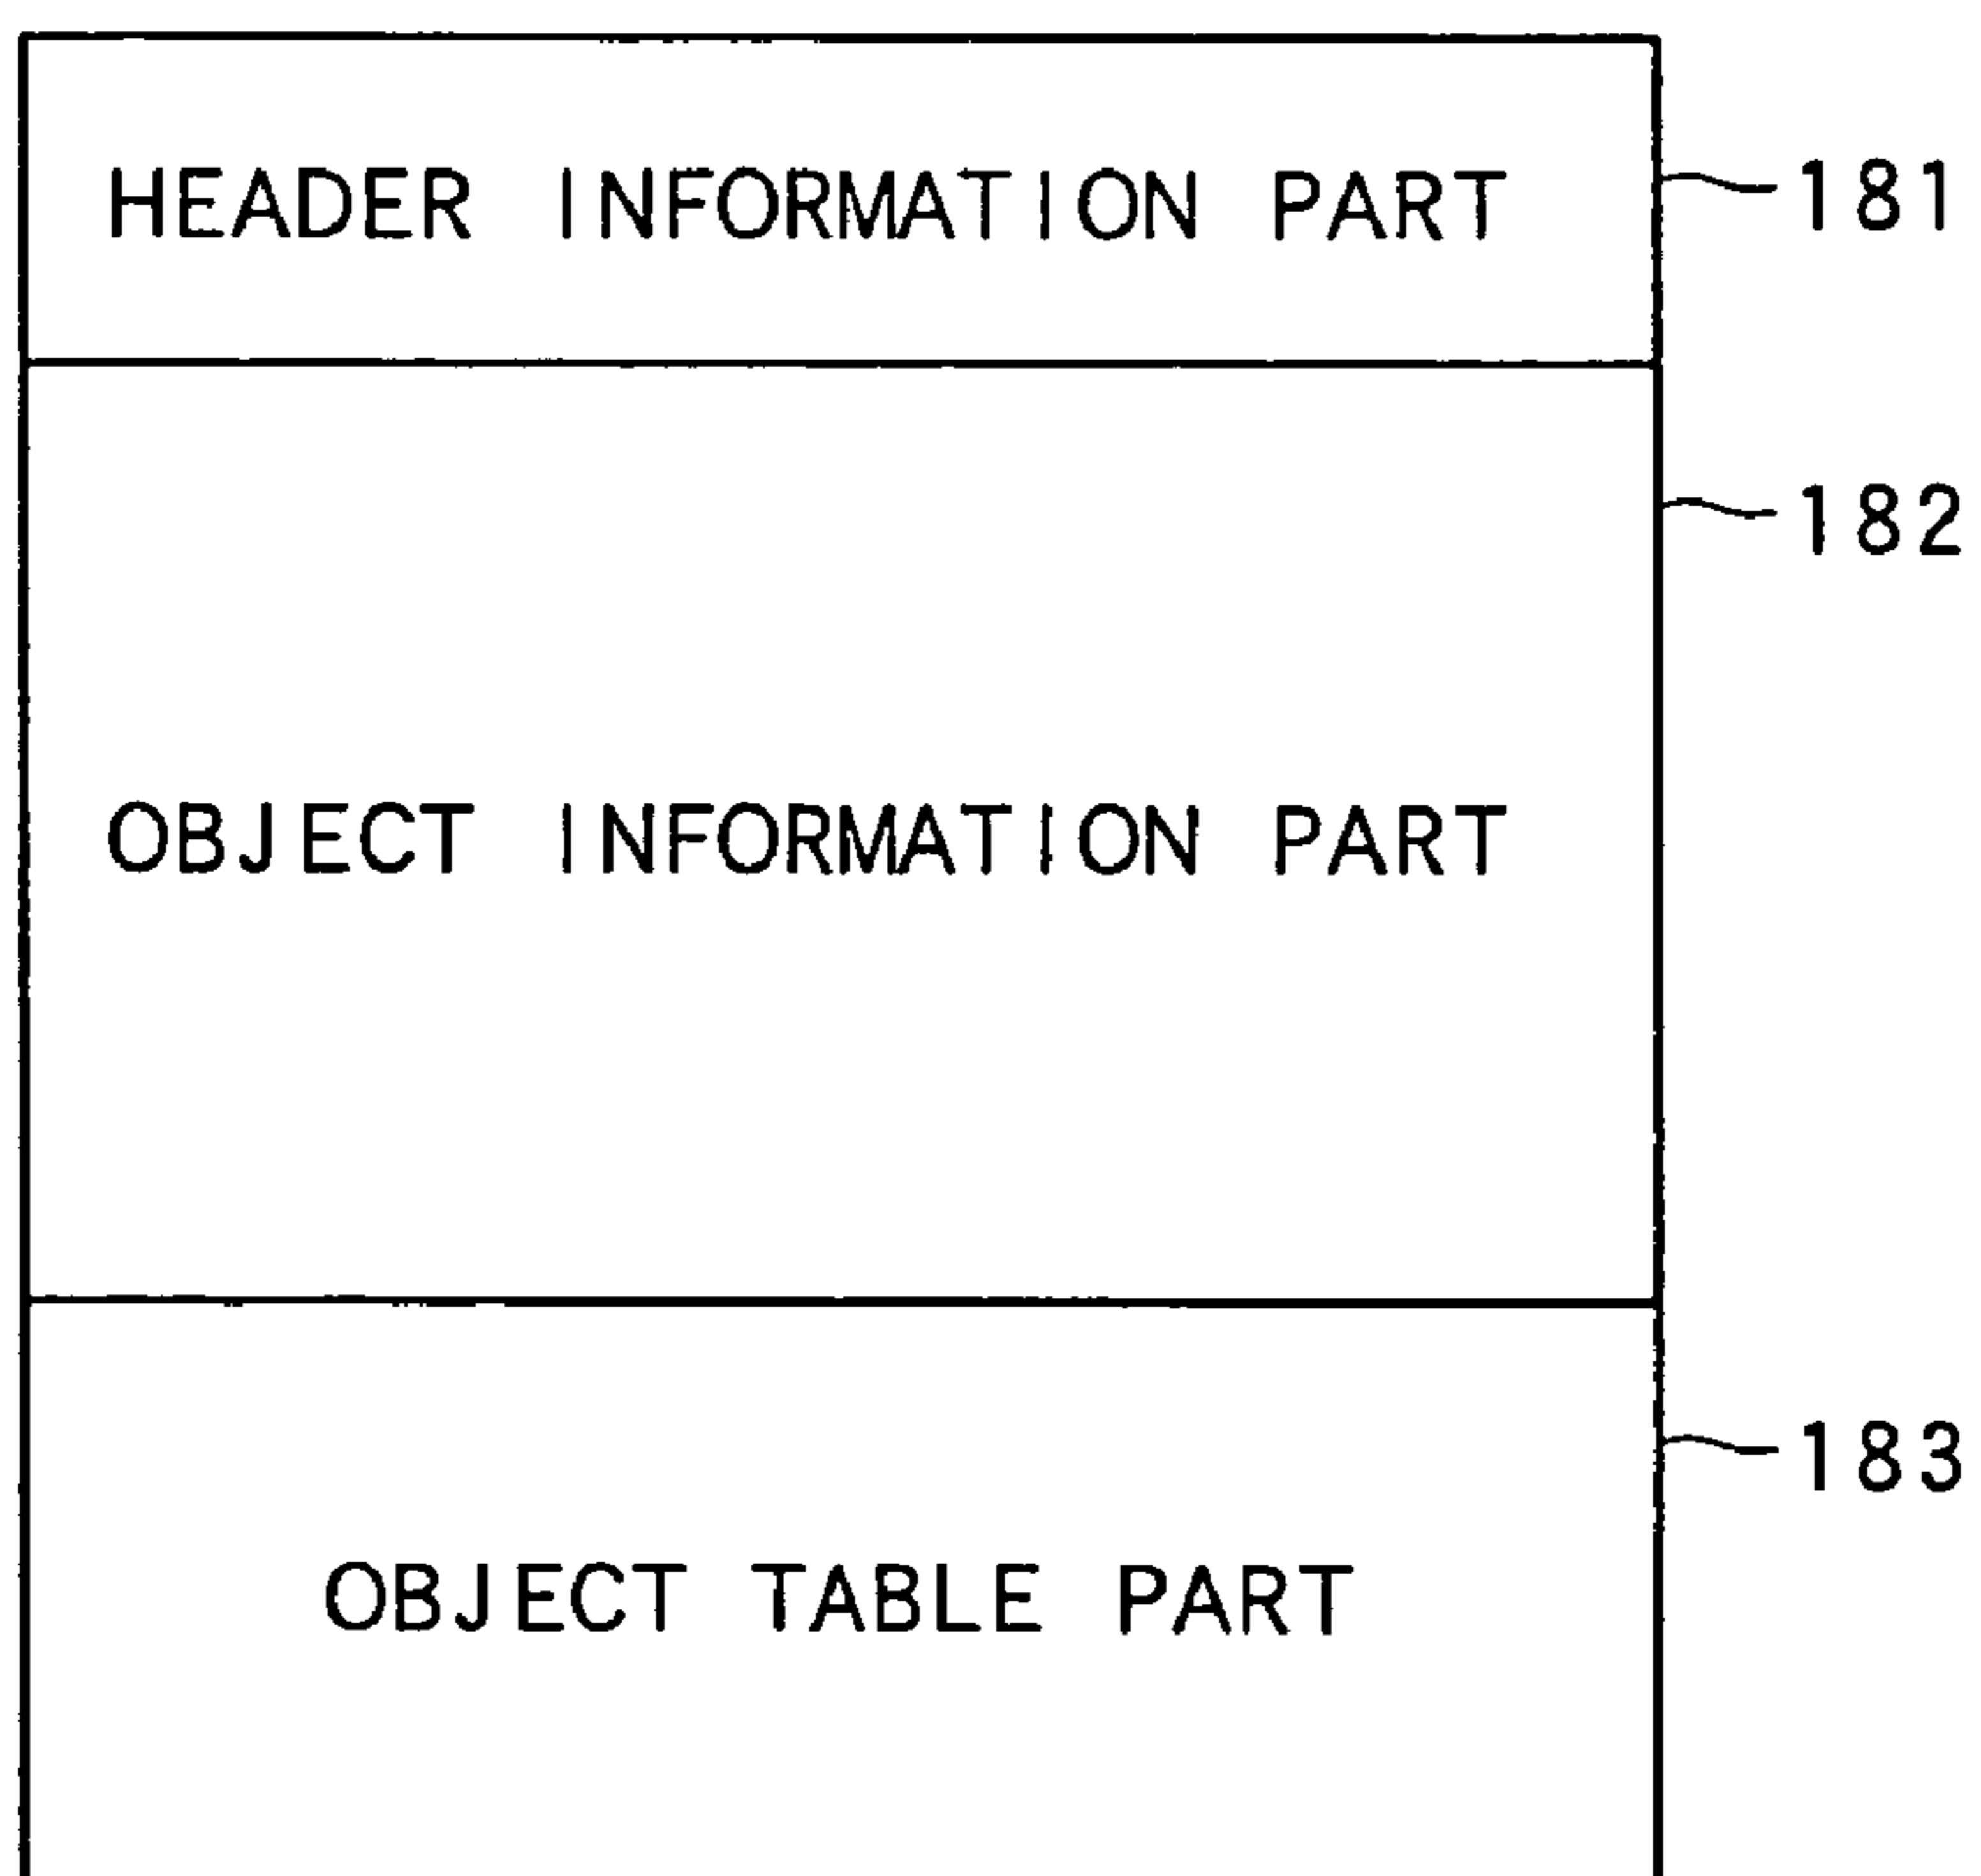 HEADER INFORMATION PART 181
182
OBJECT INFORMATION PART
183
OBJECT TABLE PART